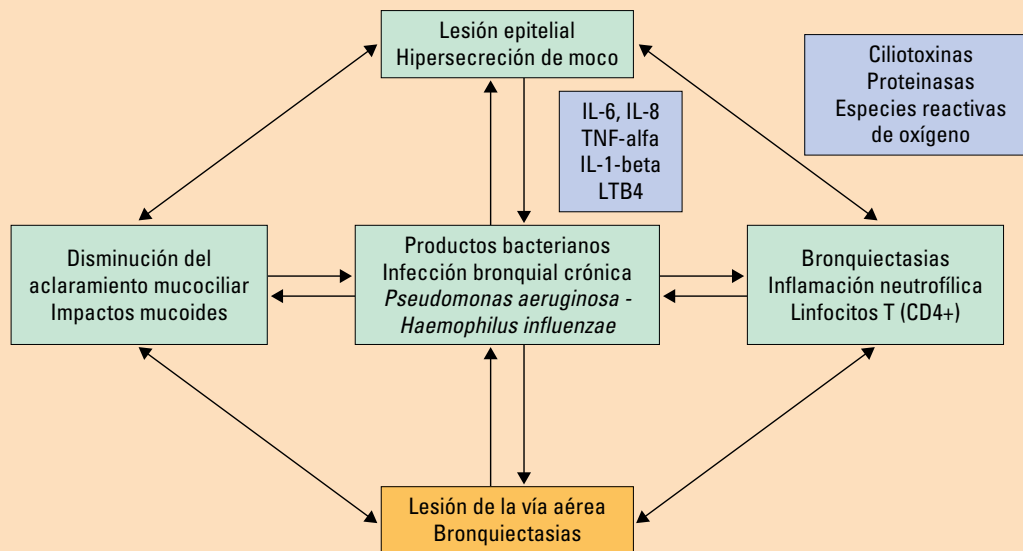 Lesión epitelial
Hipersecreción de moco
Ciliotoxinas
Proteinasas
Especies reactivas
de oxígeno
IL-6, IL-8
TNF-alfa
IL-1-beta
LTB4
Disminución del
aclaramiento mucociliar
Impactos mucoides
Productos bacterianos
Infección bronquial crónica
Pseudomonas aeruginosa -
Haemophilus influenzae
Bronquiectasias
Inflamación neutrofílica
Linfocitos T (CD4+)
Lesión de la vía aérea
Bronquiectasias